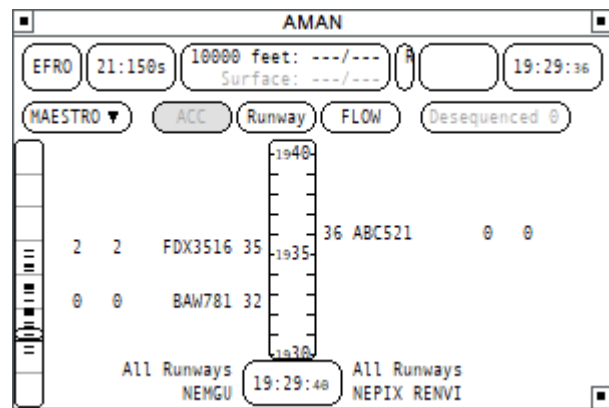 AMAN
EFRO 21:150s 10000 feet: ---/--- R 19:29:36
Surface: ---/---
MAESTRO ▼ ACC Runway FLOW Desequenced 0
1940
36 ABC521 0 0
2 2 FDX3516 35 1935
0 0 BAW781 32
1930
All Runways 19:29:40 All Runways
NEMGU NEPIX RENVI